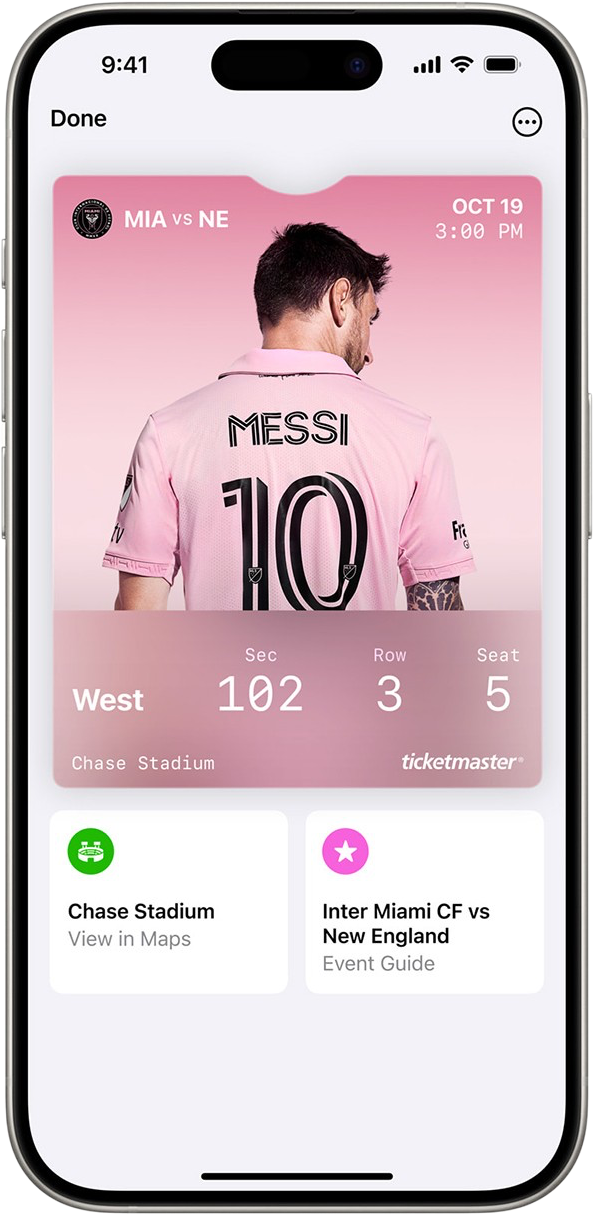 9:41
Done
MIA vs NE
OCT 19
3:00 PM
MESSI
10
Sec
Row
Seat
West
102
3
5
Chase Stadium
ticketmaster®
Chase Stadium
View in Maps
Inter Miami CF vs
New England
Event Guide